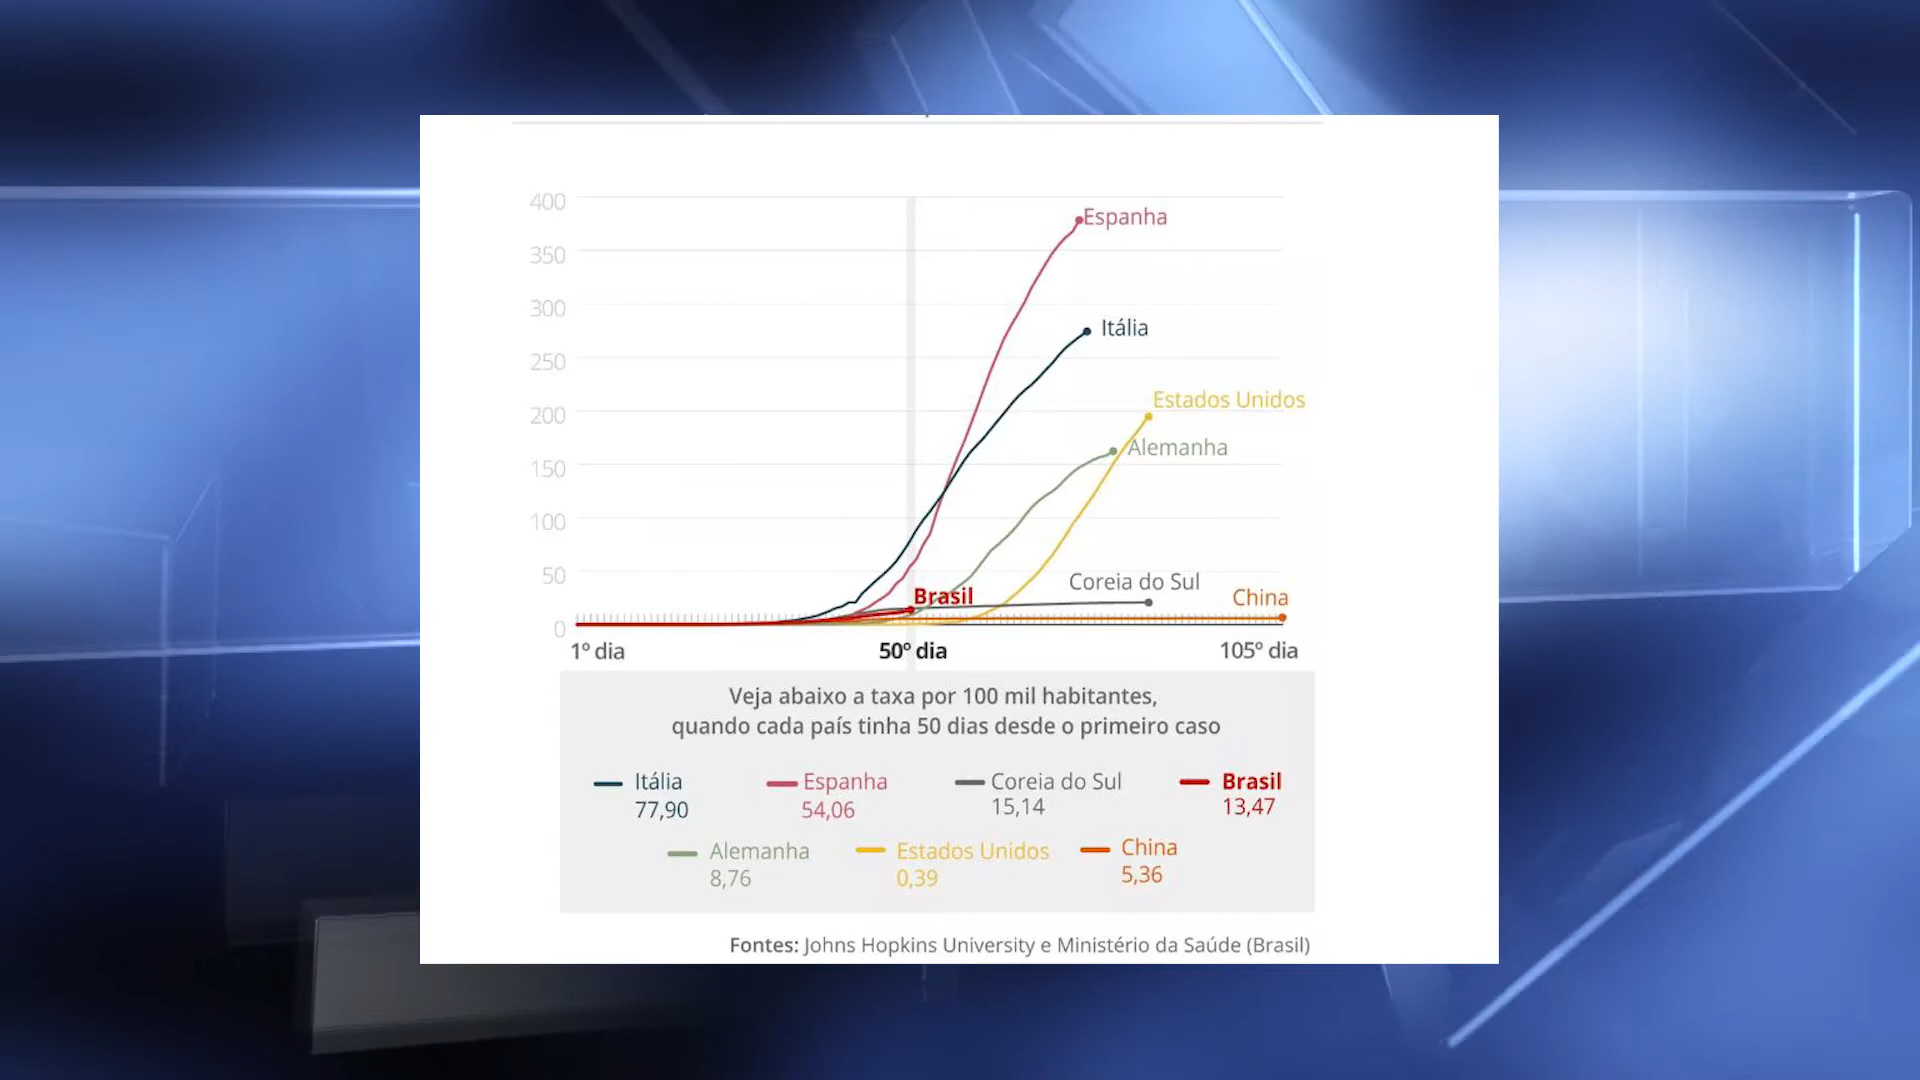 400
Espanha
350
300
Itália
250
Estados Unidos
200
Alemanha
150
100
50
Coreia do Sul
Brasil
China
0
1º dia
50º dia
105º dia
Veja abaixo a taxa por 100 mil habitantes,
quando cada país tinha 50 dias desde o primeiro caso
Itália
77,90
Espanha
54,06
Coreia do Sul
15,14
Brasil
13,47
Alemanha
8,76
Estados Unidos
0,39
China
5,36
Fontes: Johns Hopkins University e Ministério da Saúde (Brasil)